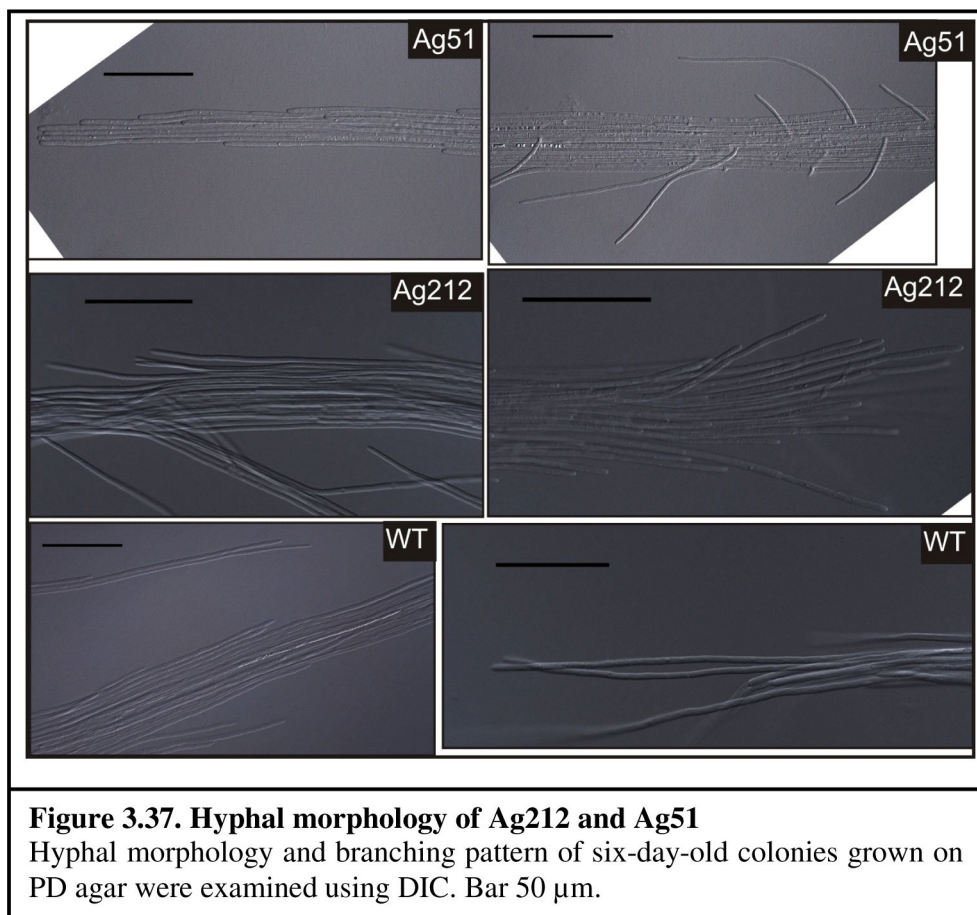 Ag51
Ag51
Ag212
Ag212
WT
WT
Figure 3.37. Hyphal morphology of Ag212 and Ag51
Hyphal morphology and branching pattern of six-day-old colonies grown on
PD agar were examined using DIC. Bar 50 µm.